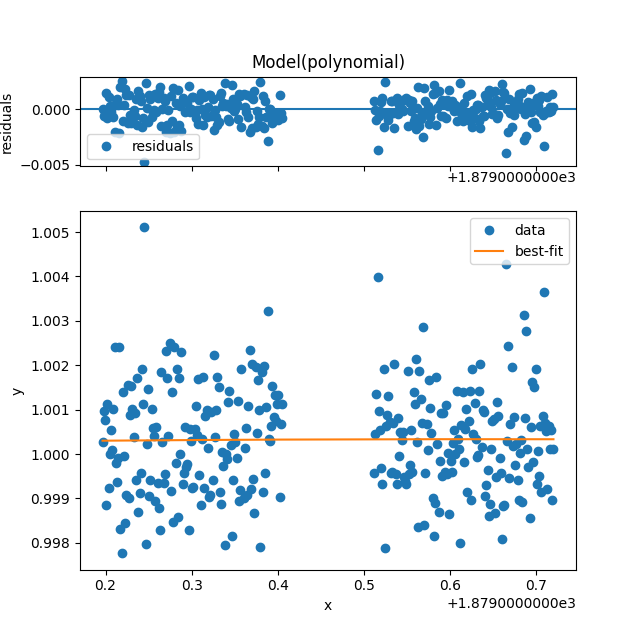 Model(polynomial)
residuals
0.000
−0.005
residuals
+1.8790000000e3
y
1.005
1.004
1.003
1.002
1.001
1.000
0.999
0.998
data
best-fit
0.2 0.3 0.4 0.5 0.6 0.7
x
+1.8790000000e3